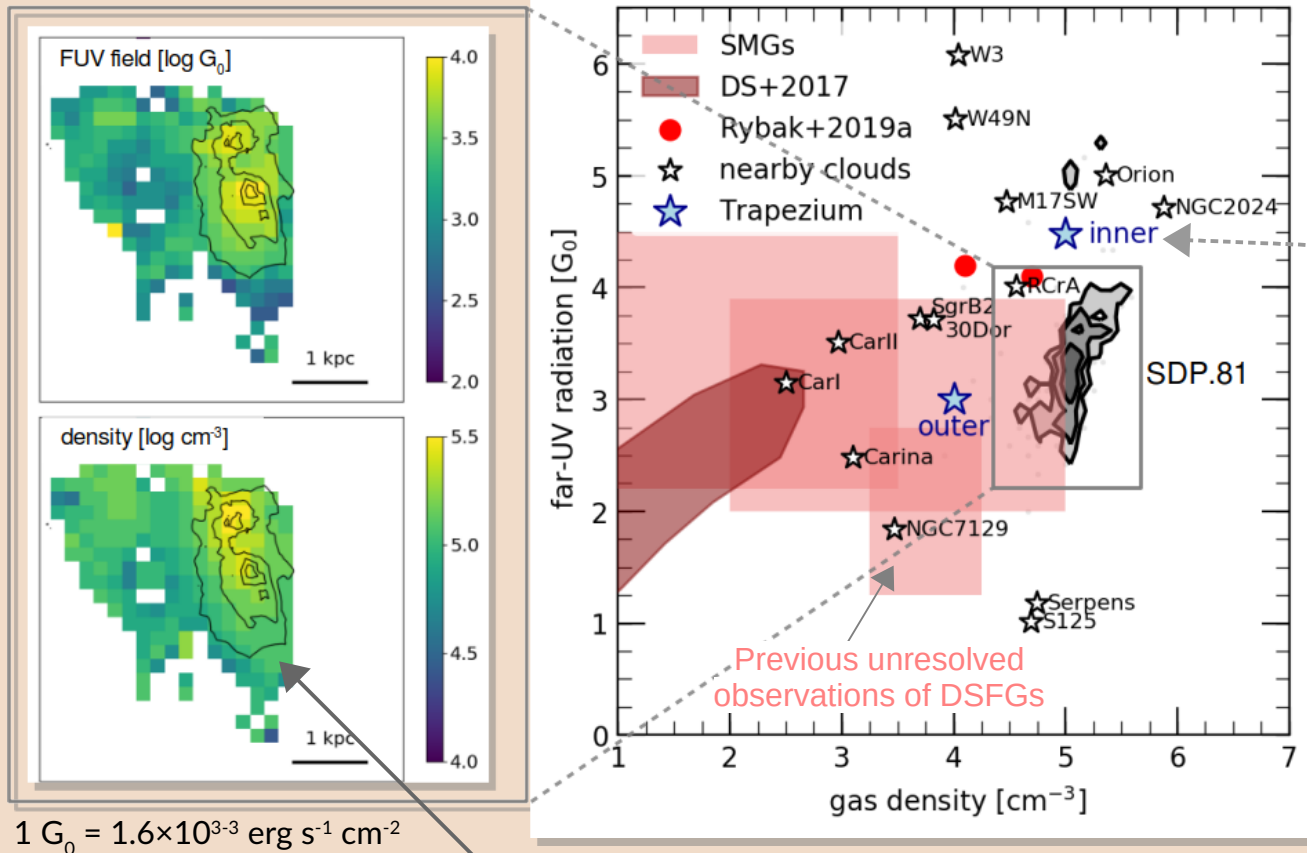 FUV field [log G₀]
4.0
3.5
3.0
2.5
2.0
1 kpc
density [log cm⁻³]
5.5
5.0
4.5
4.0
1 kpc
1 G₀ = 1.6×10³⁻³ erg s⁻¹ cm⁻²
SMGs
DS+2017
Rybak+2019a
nearby clouds
Trapezium
W3
W49N
Orion
M17SW
NGC2024
inner
RCrA
SgrB2
30Dor
CarII
CarI
SDP.81
outer
Carina
NGC7129
Serpens
S125
Previous unresolved
observations of DSFGs
far-UV radiation [G₀]
6
5
4
3
2
1
0
1 2 3 4 5 6 7
gas density [cm⁻³]